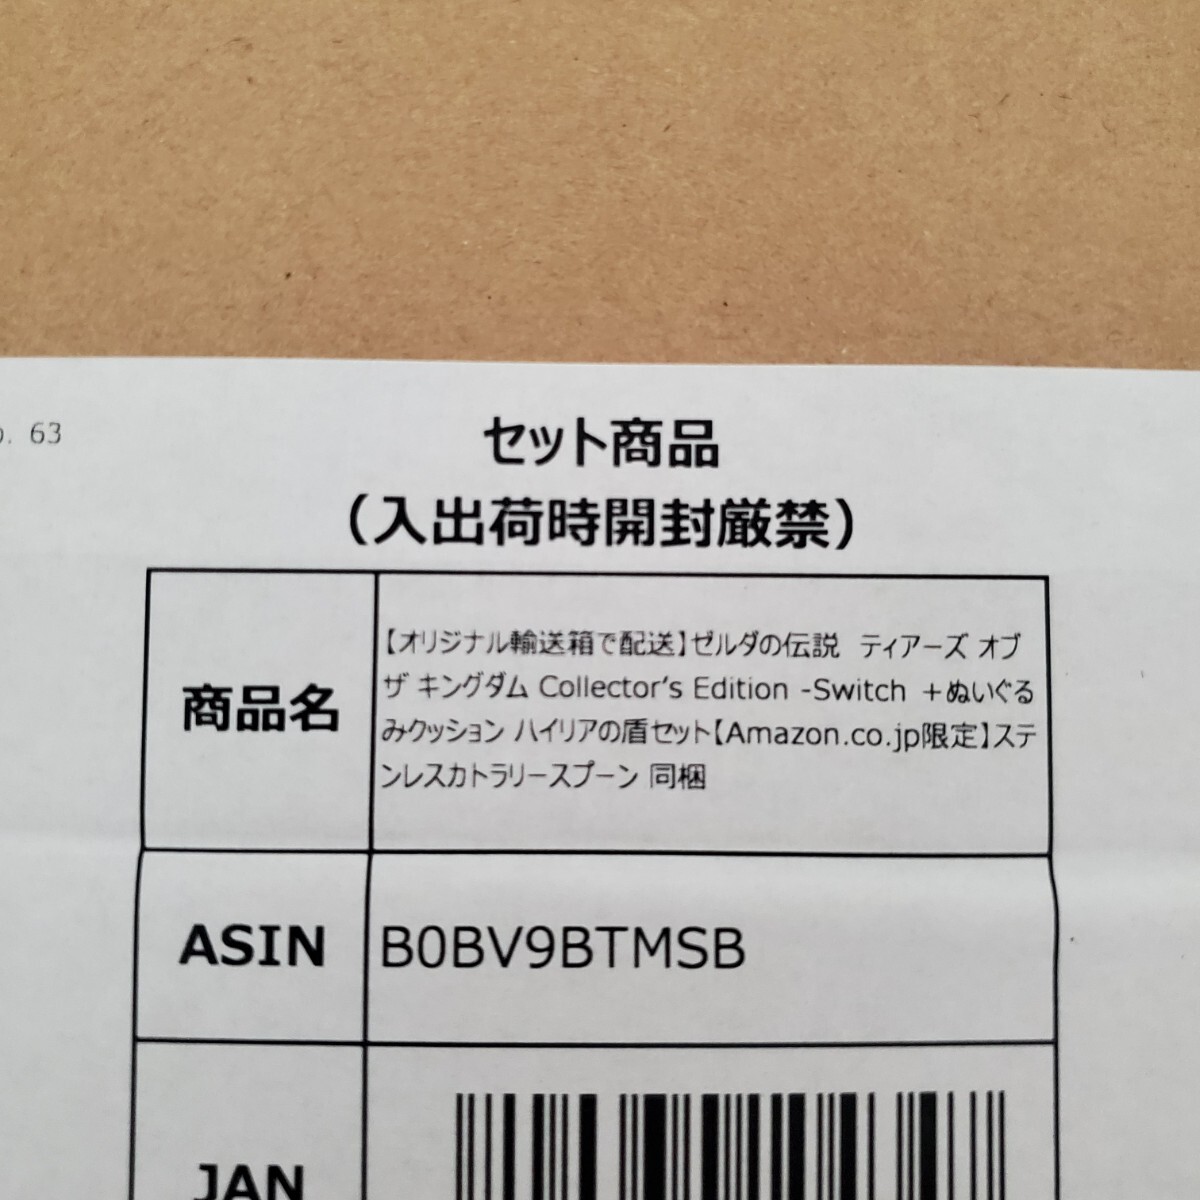 . 63
セット商品
（入出荷時開封厳禁）
商品名
【オリジナル輸送箱で配送】ゼルダの伝説 ティアーズ オブ
ザ キングダム Collector's Edition -Switch ＋ぬいぐる
みクッション ハイリアの盾セット【Amazon.co.jp限定】ステ
ンレスカトラリースプーン 同梱
ASIN
B0BV9BTMSB
JAN